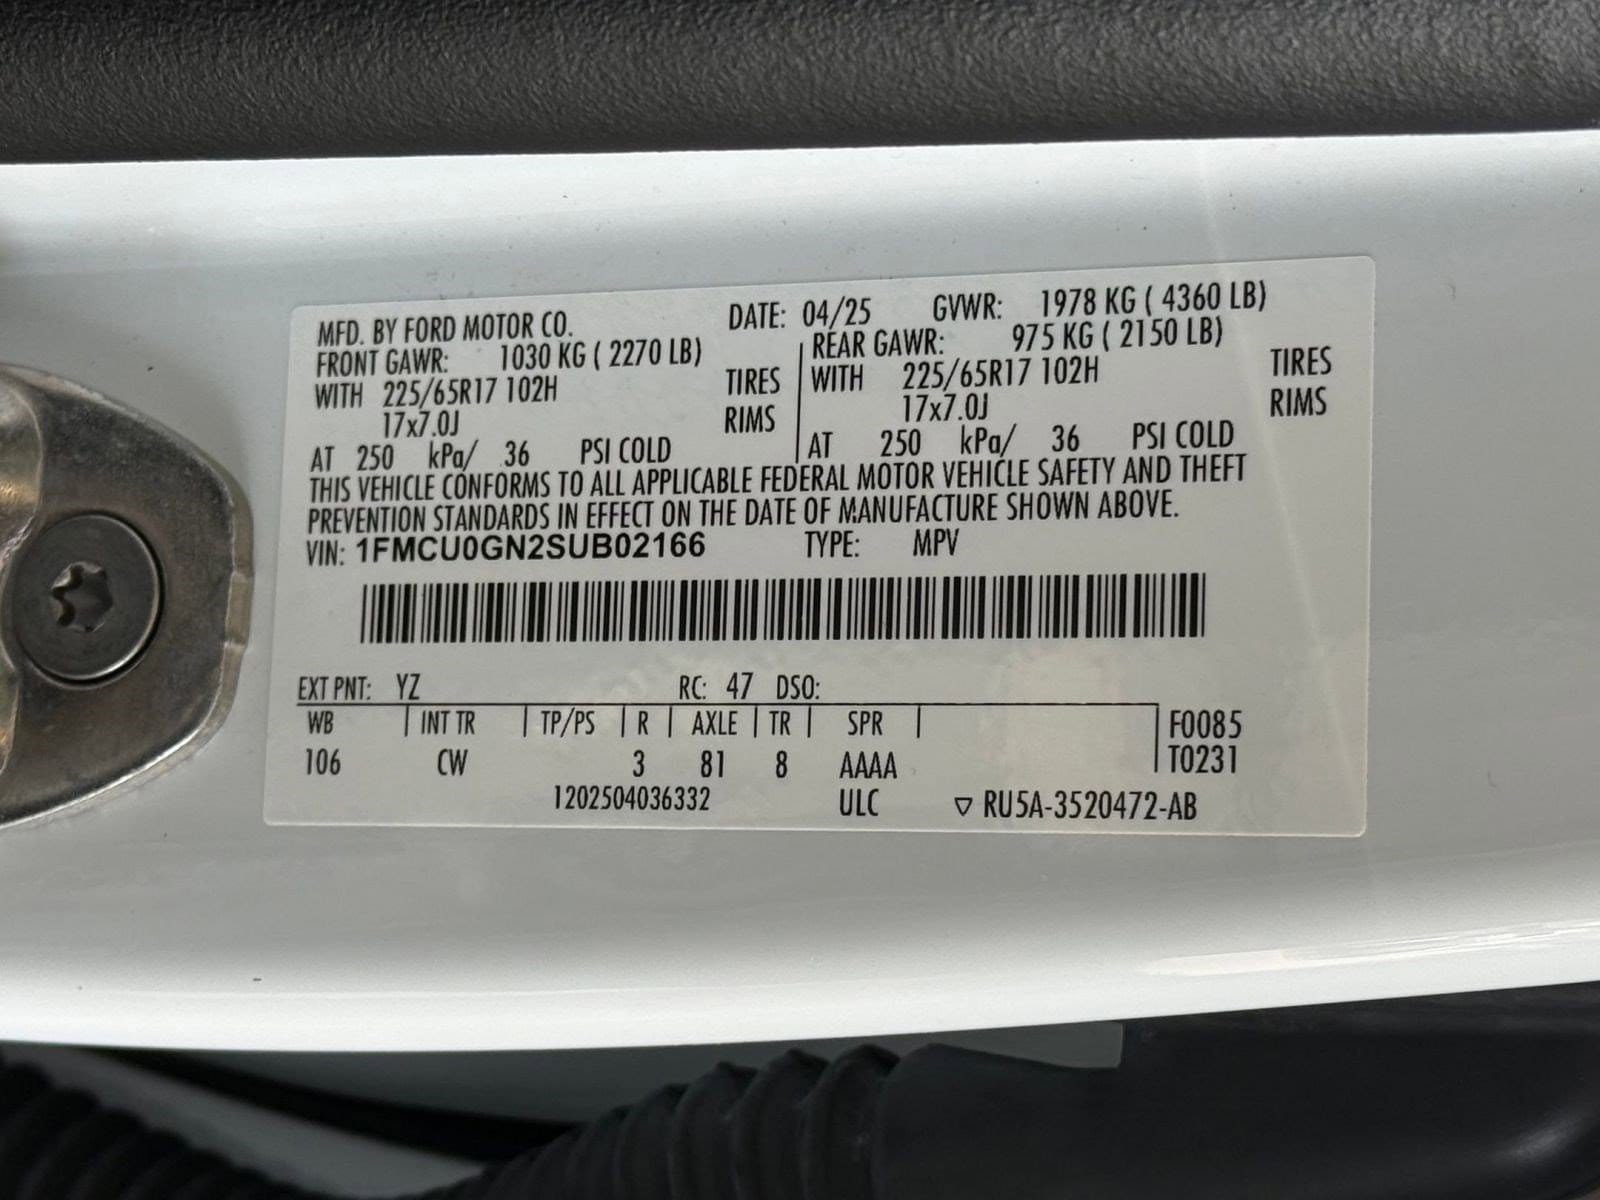 MFD. BY FORD MOTOR CO. DATE: 04/25 GVWR: 1978 KG ( 4360 LB)
FRONT GAWR: 1030 KG ( 2270 LB) REAR GAWR: 975 KG ( 2150 LB)
WITH 225/65R17 102H TIRES WITH 225/65R17 102H TIRES
17x7.0J RIMS 17x7.0J RIMS
AT 250 kPa/ 36 PSI COLD AT 250 kPa/ 36 PSI COLD
THIS VEHICLE CONFORMS TO ALL APPLICABLE FEDERAL MOTOR VEHICLE SAFETY AND THEFT
PREVENTION STANDARDS IN EFFECT ON THE DATE OF MANUFACTURE SHOWN ABOVE.
VIN: 1FMCU0GN2SUB02166 TYPE: MPV
EXT PNT: YZ RC: 47 DSO:
WB INT TR TP/PS R AXLE TR SPR F0085
106 CW 3 81 8 AAAA T0231
1202504036332 ULC ▽ RU5A-3520472-AB